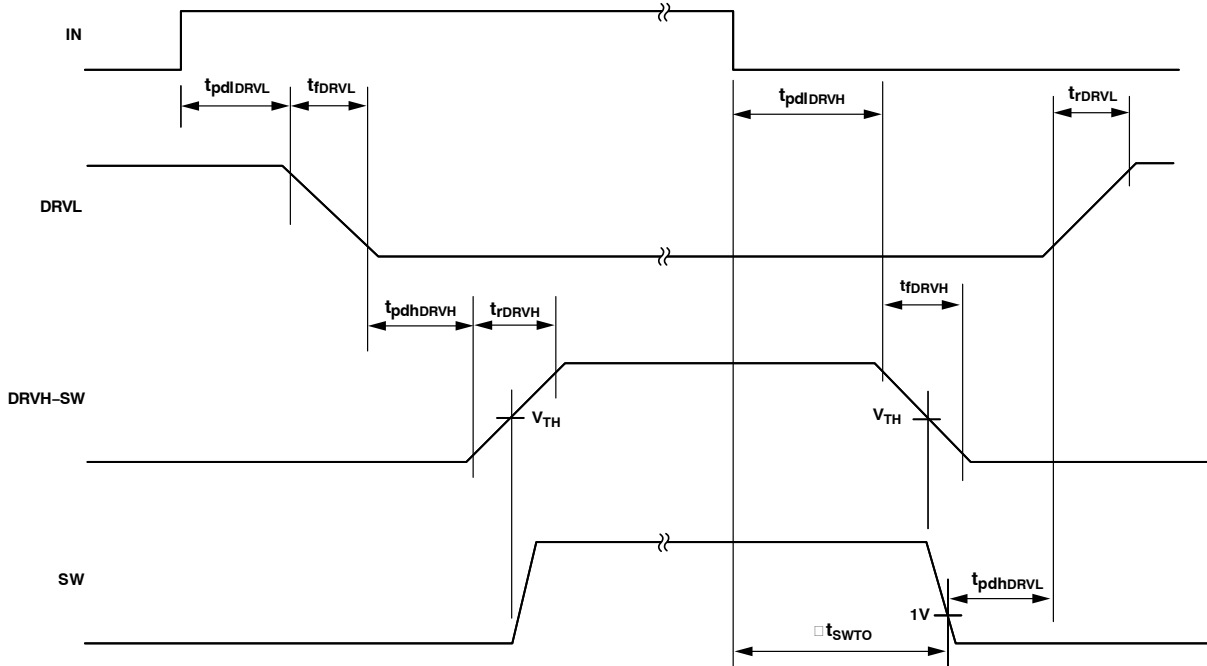 IN
tpdlDRVL
tfDRVL
tpdlDRVH
trDRVL
DRVL
tpdhDRVH
trDRVH
tfDRVH
DRVH–SW
VTH
VTH
SW
tpdhDRVL
1V
□tSWTO